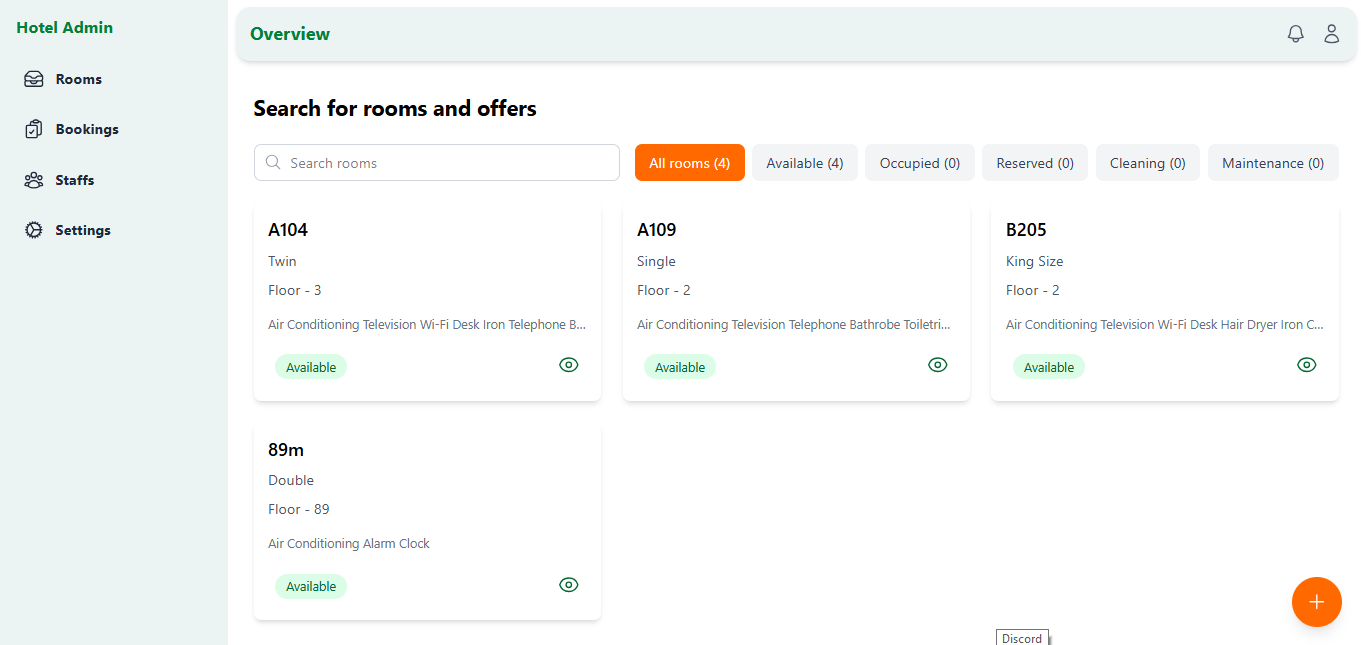 Hotel Admin
Rooms
Bookings
Staffs
Settings
Overview
Search for rooms and offers
Search rooms
All rooms (4)
Available (4)
Occupied (0)
Reserved (0)
Cleaning (0)
Maintenance (0)
A104
Twin
Floor - 3
Air Conditioning Television Wi-Fi Desk Iron Telephone B...
Available
A109
Single
Floor - 2
Air Conditioning Television Telephone Bathrobe Toiletri...
Available
B205
King Size
Floor - 2
Air Conditioning Television Wi-Fi Desk Hair Dryer Iron C...
Available
89m
Double
Floor - 89
Air Conditioning Alarm Clock
Available
Discord